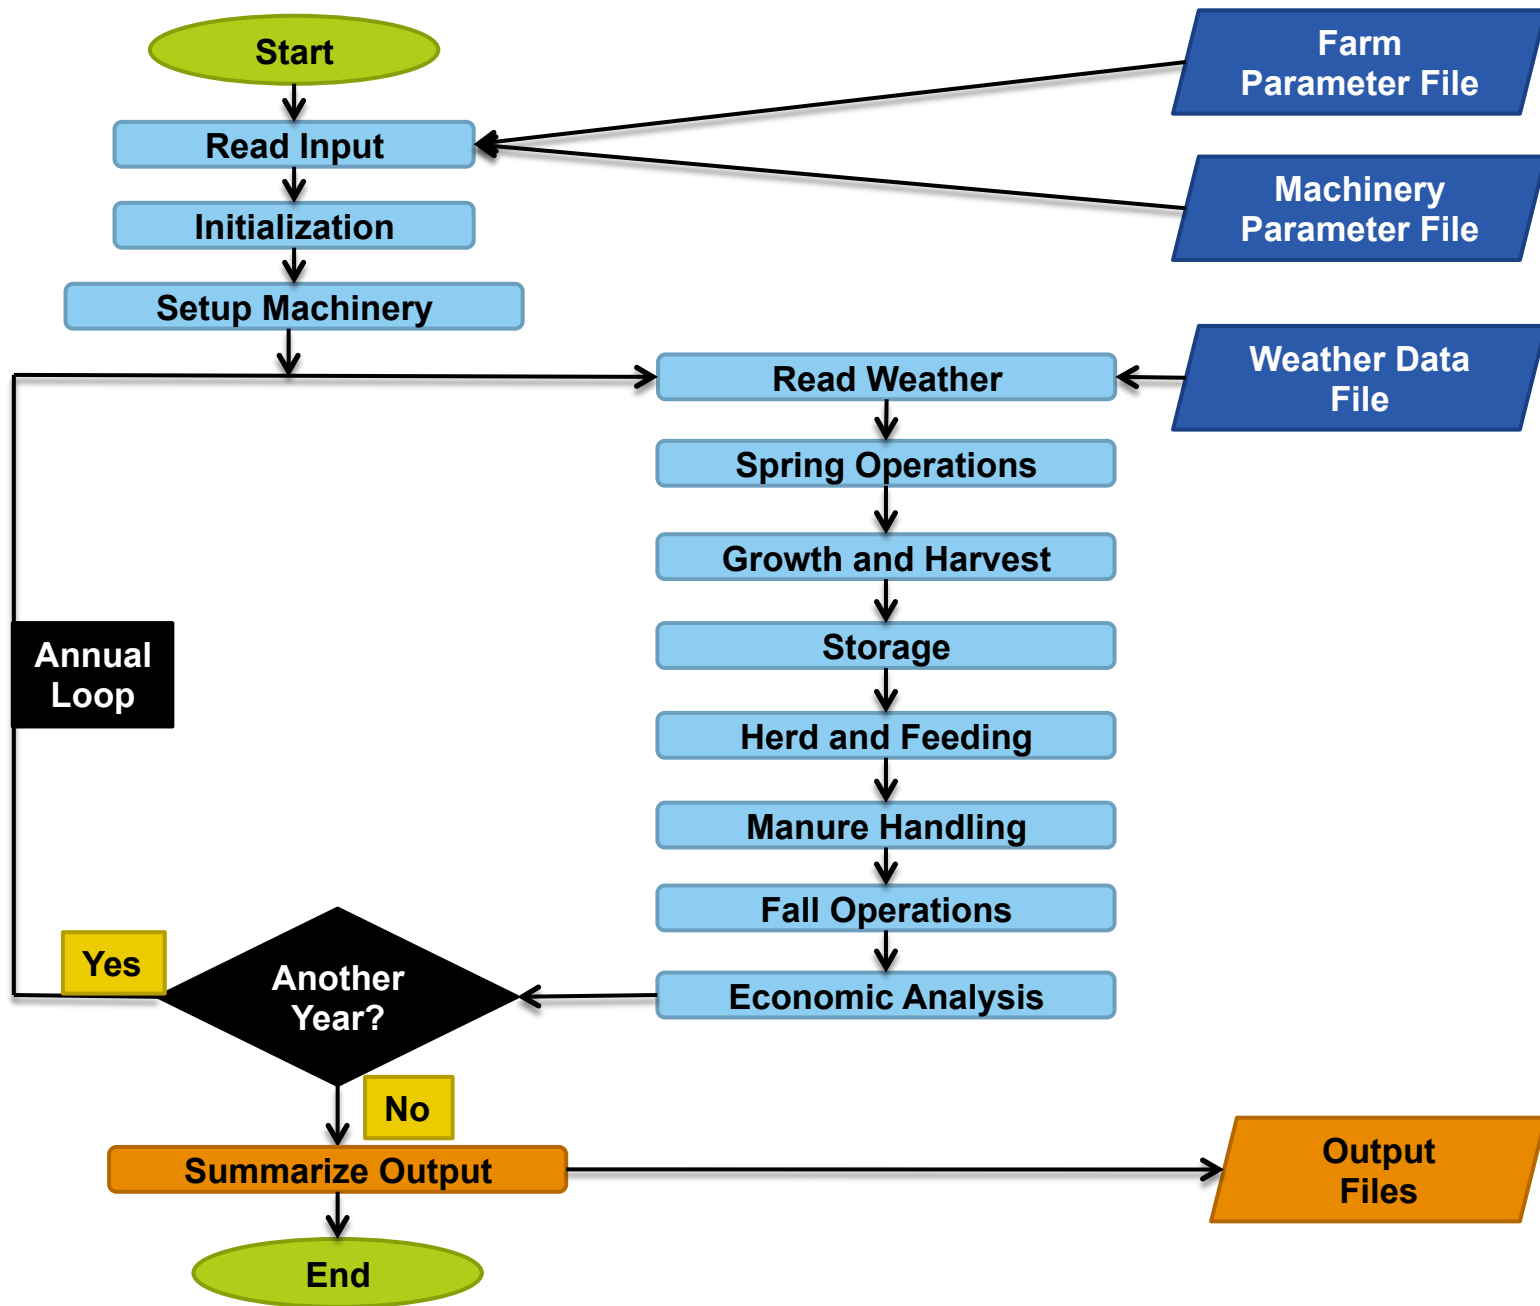 Start
Farm
Parameter File
Read Input
Machinery
Parameter File
Initialization
Setup Machinery
Read Weather
Weather Data
File
Spring Operations
Growth and Harvest
Storage
Annual
Loop
Herd and Feeding
Manure Handling
Fall Operations
Yes
Another
Year?
Economic Analysis
No
Summarize Output
Output
Files
End